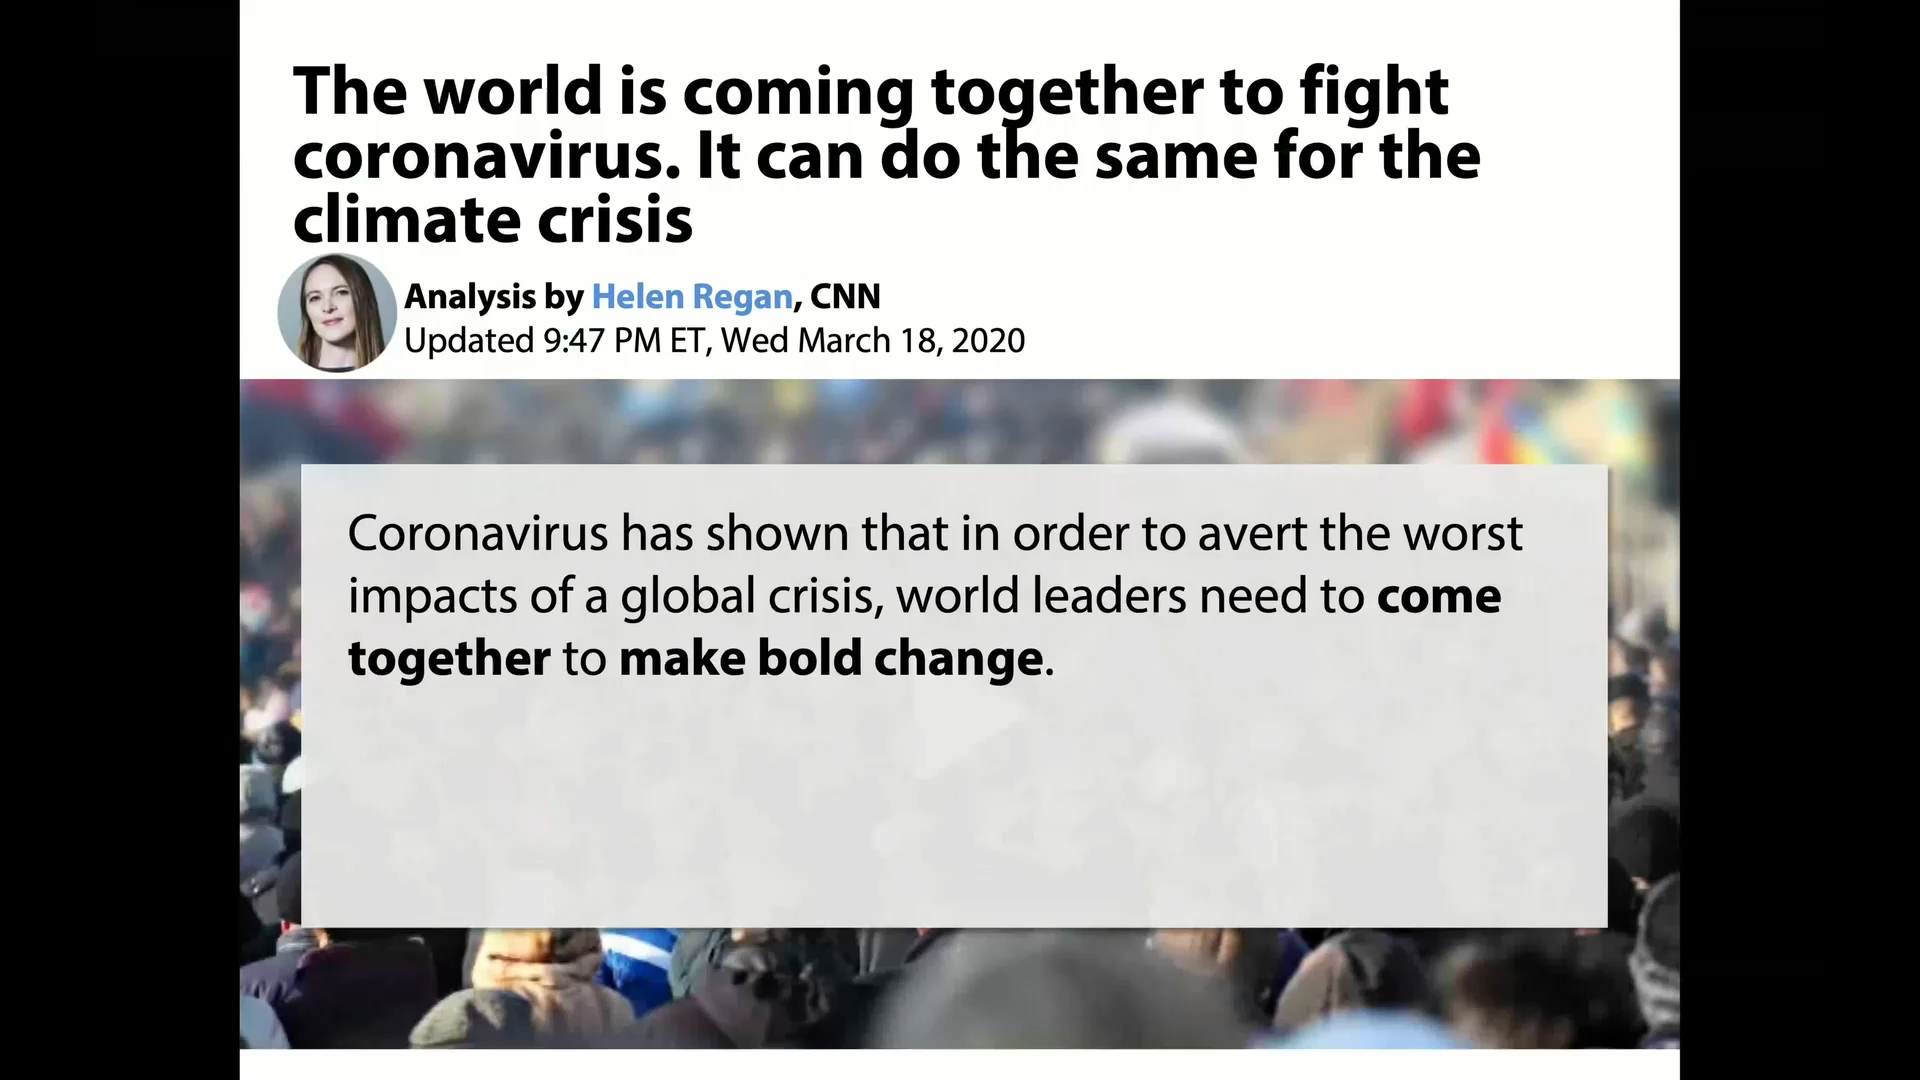 The world is coming together to fight
coronavirus. It can do the same for the
climate crisis
Analysis by Helen Regan, CNN
Updated 9:47 PM ET, Wed March 18, 2020
Coronavirus has shown that in order to avert the worst
impacts of a global crisis, world leaders need to come
together to make bold change.